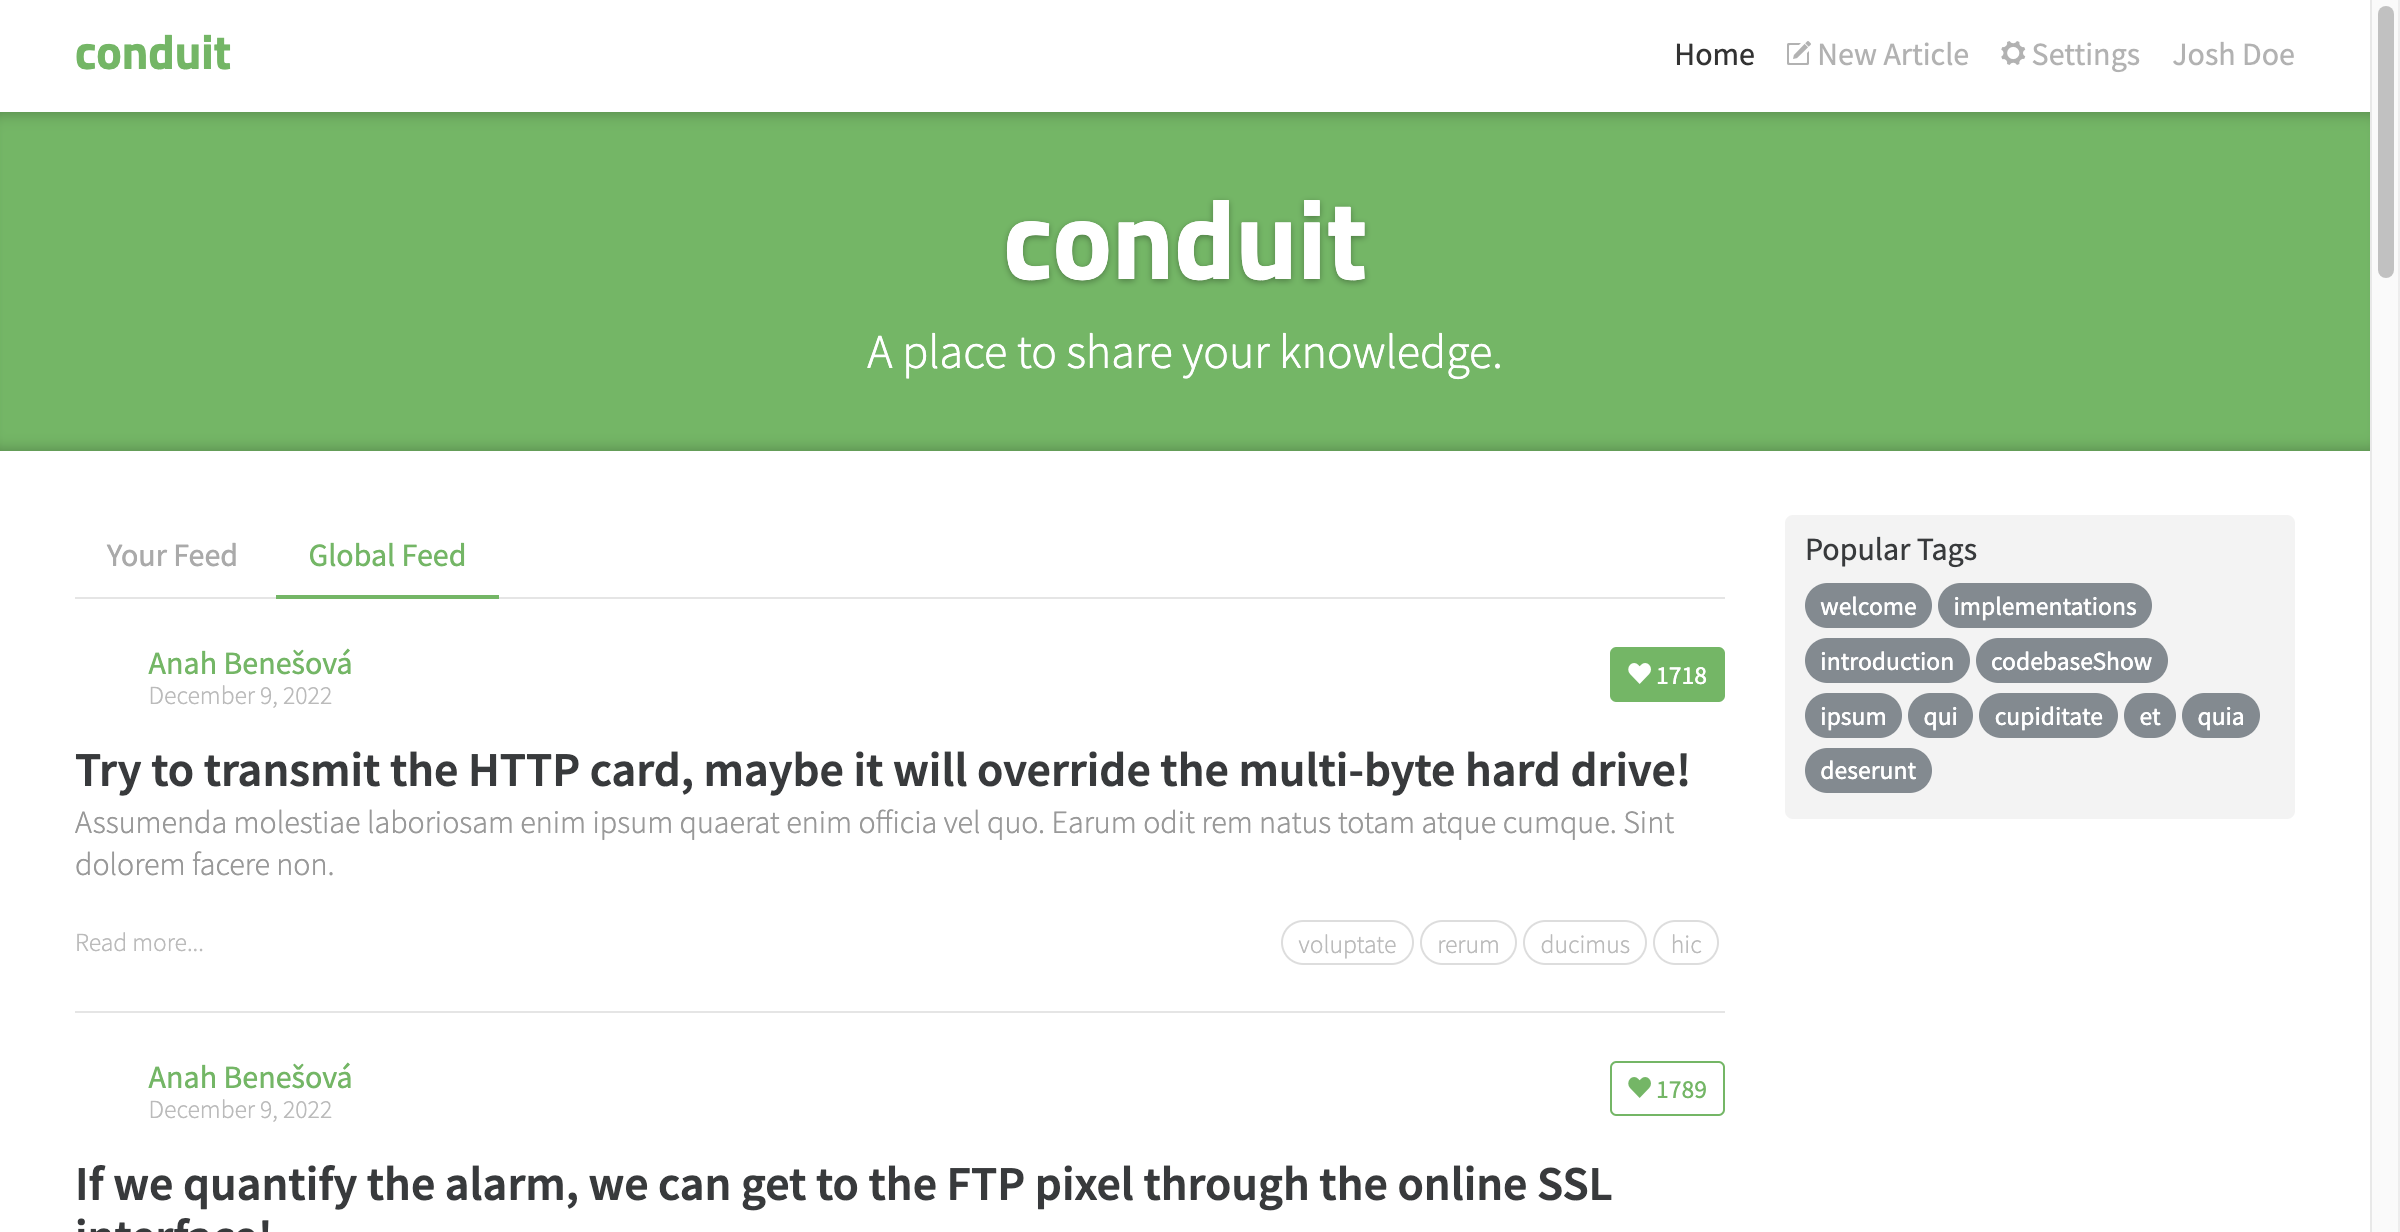 conduit
Home New Article Settings Josh Doe
conduit
A place to share your knowledge.
Your Feed Global Feed
Anah Benešová
December 9, 2022
1718
Try to transmit the HTTP card, maybe it will override the multi-byte hard drive!
Assumenda molestiae laboriosam enim ipsum quaerat enim officia vel quo. Earum odit rem natus totam atque cumque. Sint
dolorem facere non.
Read more...
voluptate rerum ducimus hic
Anah Benešová
December 9, 2022
1789
If we quantify the alarm, we can get to the FTP pixel through the online SSL
interface!
Popular Tags
welcome implementations
introduction codebaseShow
ipsum qui cupiditate et quia
deserunt